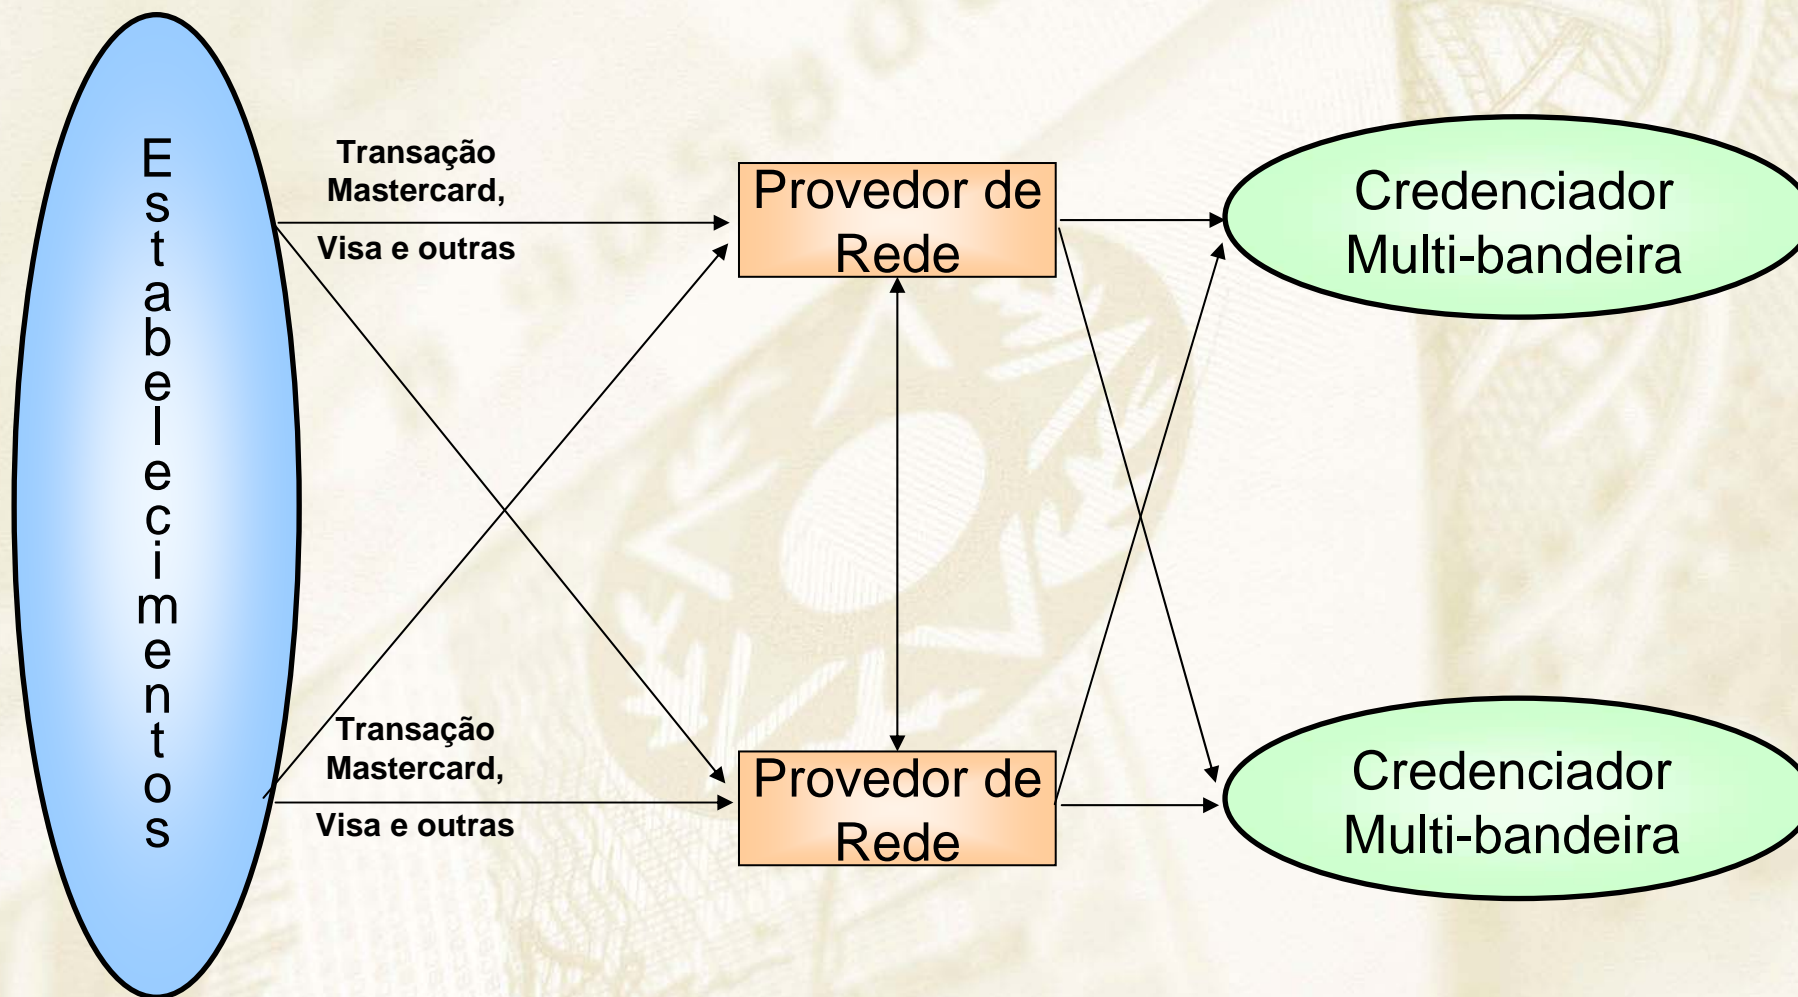 Estabelecimentos
Transação
Mastercard,
Visa e outras
Provedor de
Rede
Credenciador
Multi-bandeira
Transação
Mastercard,
Visa e outras
Provedor de
Rede
Credenciador
Multi-bandeira